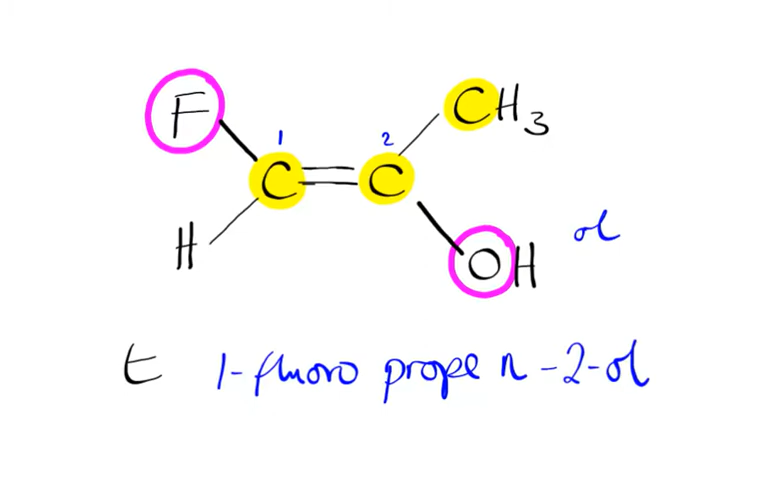 F CH3
1 2
C = C
H OH ol
E 1-fluoro propen-2-ol